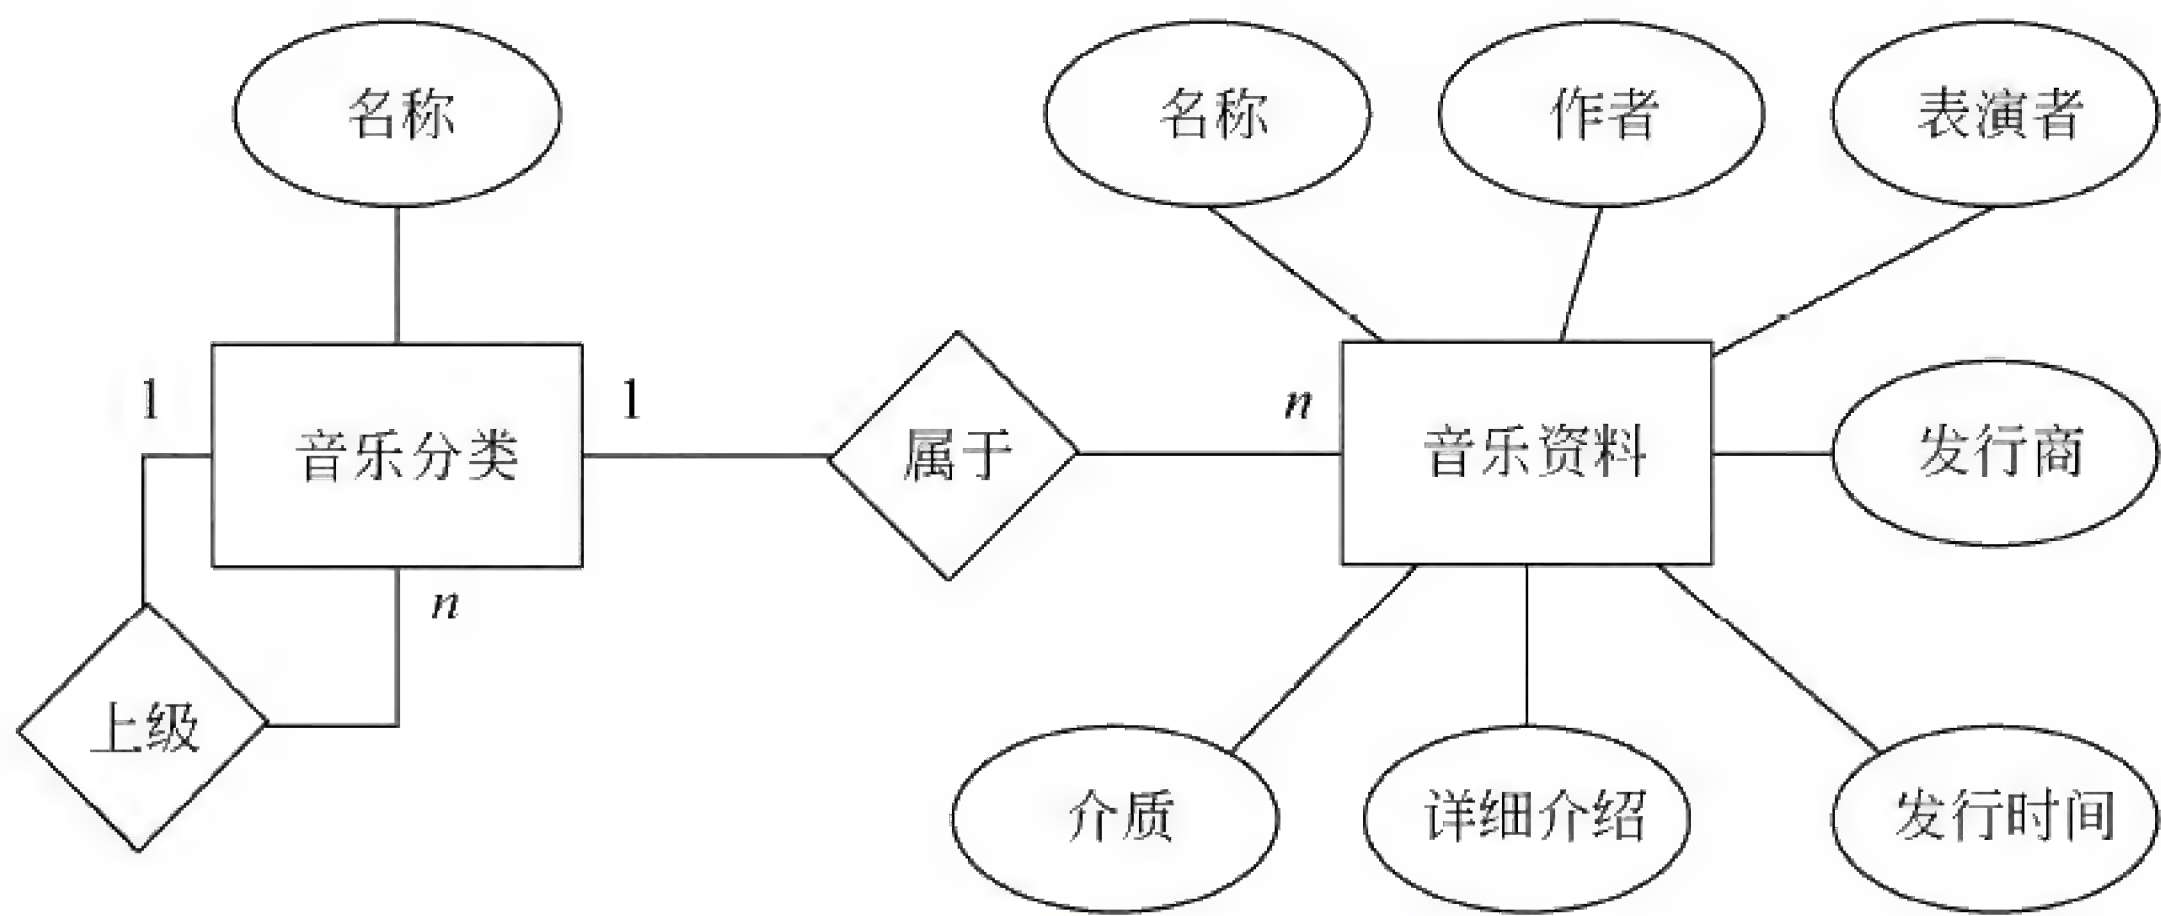 名称
名称
作者
表演者
1
1
n
音乐分类
属于
音乐资料
发行商
n
上级
介质
详细介绍
发行时间